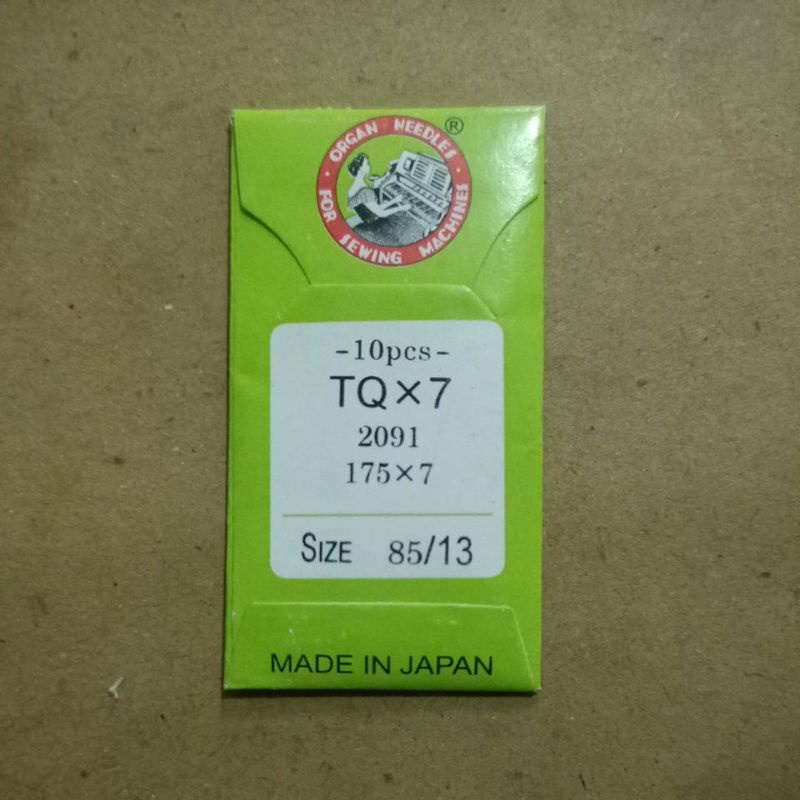 ORGAN NEEDLES ®
FOR SEWING MACHINES
-10pcs-
TQ×7
2091
175×7
SIZE 85/13
MADE IN JAPAN